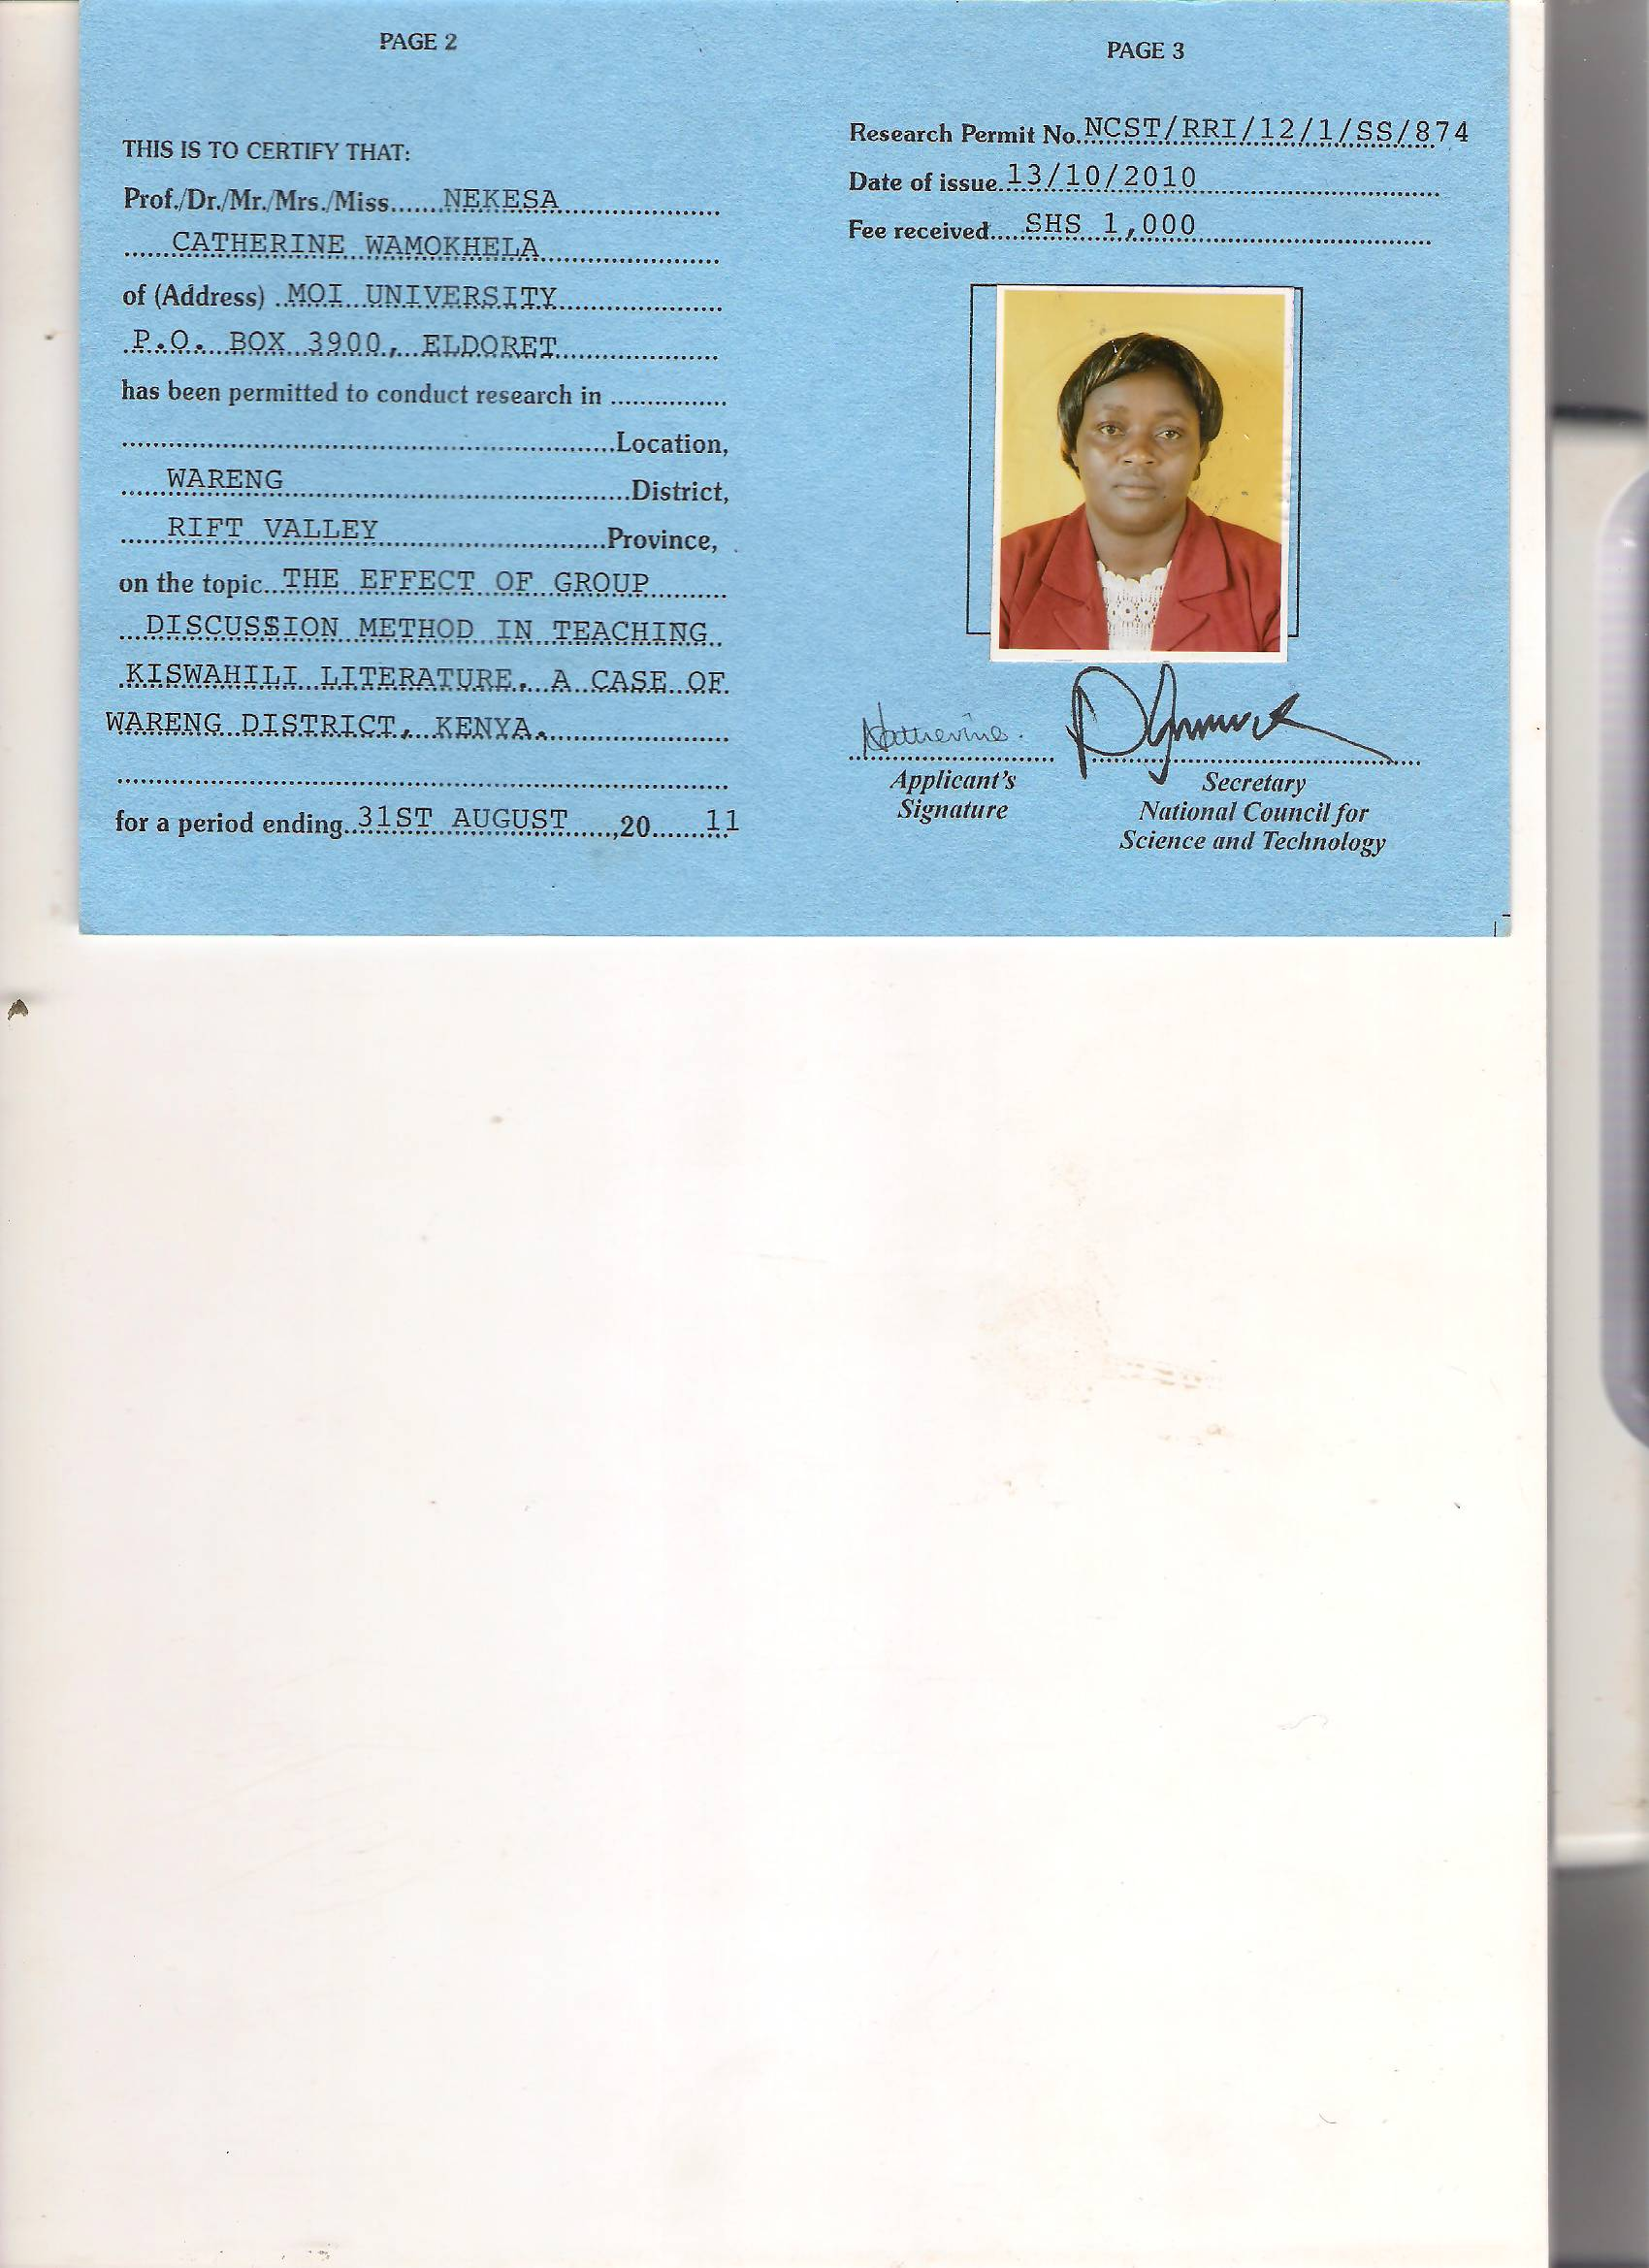 PAGE 2
THIS IS TO CERTIFY THAT:
Prof./Dr./Mr./Mrs./Miss......NEKESA
CATHERINE WAMOKHELA
of (Address) MOI UNIVERSITY
P.O. BOX 3900, ELDORET
has been permitted to conduct research in
Location,
WARENG District,
RIFT VALLEY Province,
on the topic THE EFFECT OF GROUP
DISCUSSION METHOD IN TEACHING
KISWAHILI LITERATURE. A CASE OF
WARENG DISTRICT, KENYA.
for a period ending 31ST AUGUST ,20 11
PAGE 3
Research Permit No. NCST/RRI/12/1/SS/874
Date of issue 13/10/2010
Fee received SHS 1,000
Applicant's
Signature
Secretary
National Council for
Science and Technology